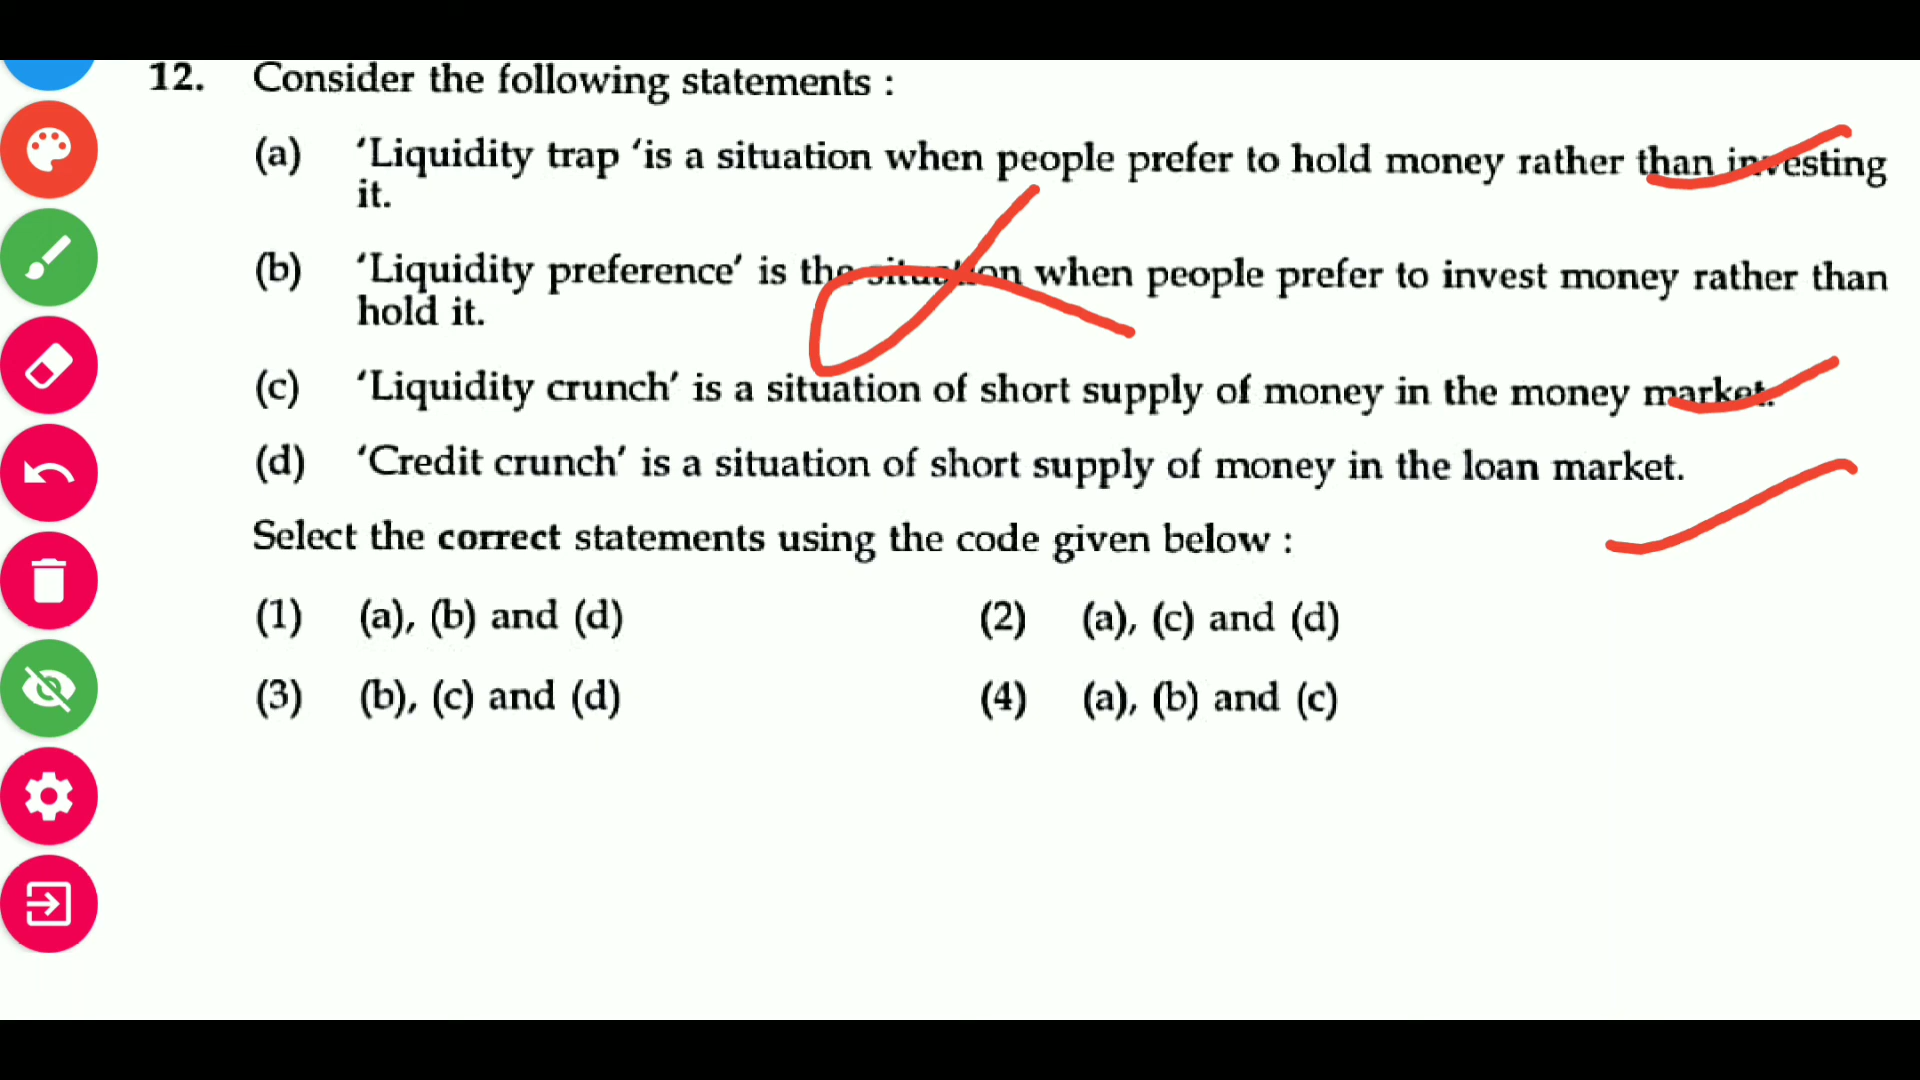 12. Consider the following statements :
(a) 'Liquidity trap 'is a situation when people prefer to hold money rather than investing
it.
(b) 'Liquidity preference' is the situation when people prefer to invest money rather than
hold it.
(c) 'Liquidity crunch' is a situation of short supply of money in the money market.
(d) 'Credit crunch' is a situation of short supply of money in the loan market.
Select the correct statements using the code given below :
(1) (a), (b) and (d) (2) (a), (c) and (d)
(3) (b), (c) and (d) (4) (a), (b) and (c)